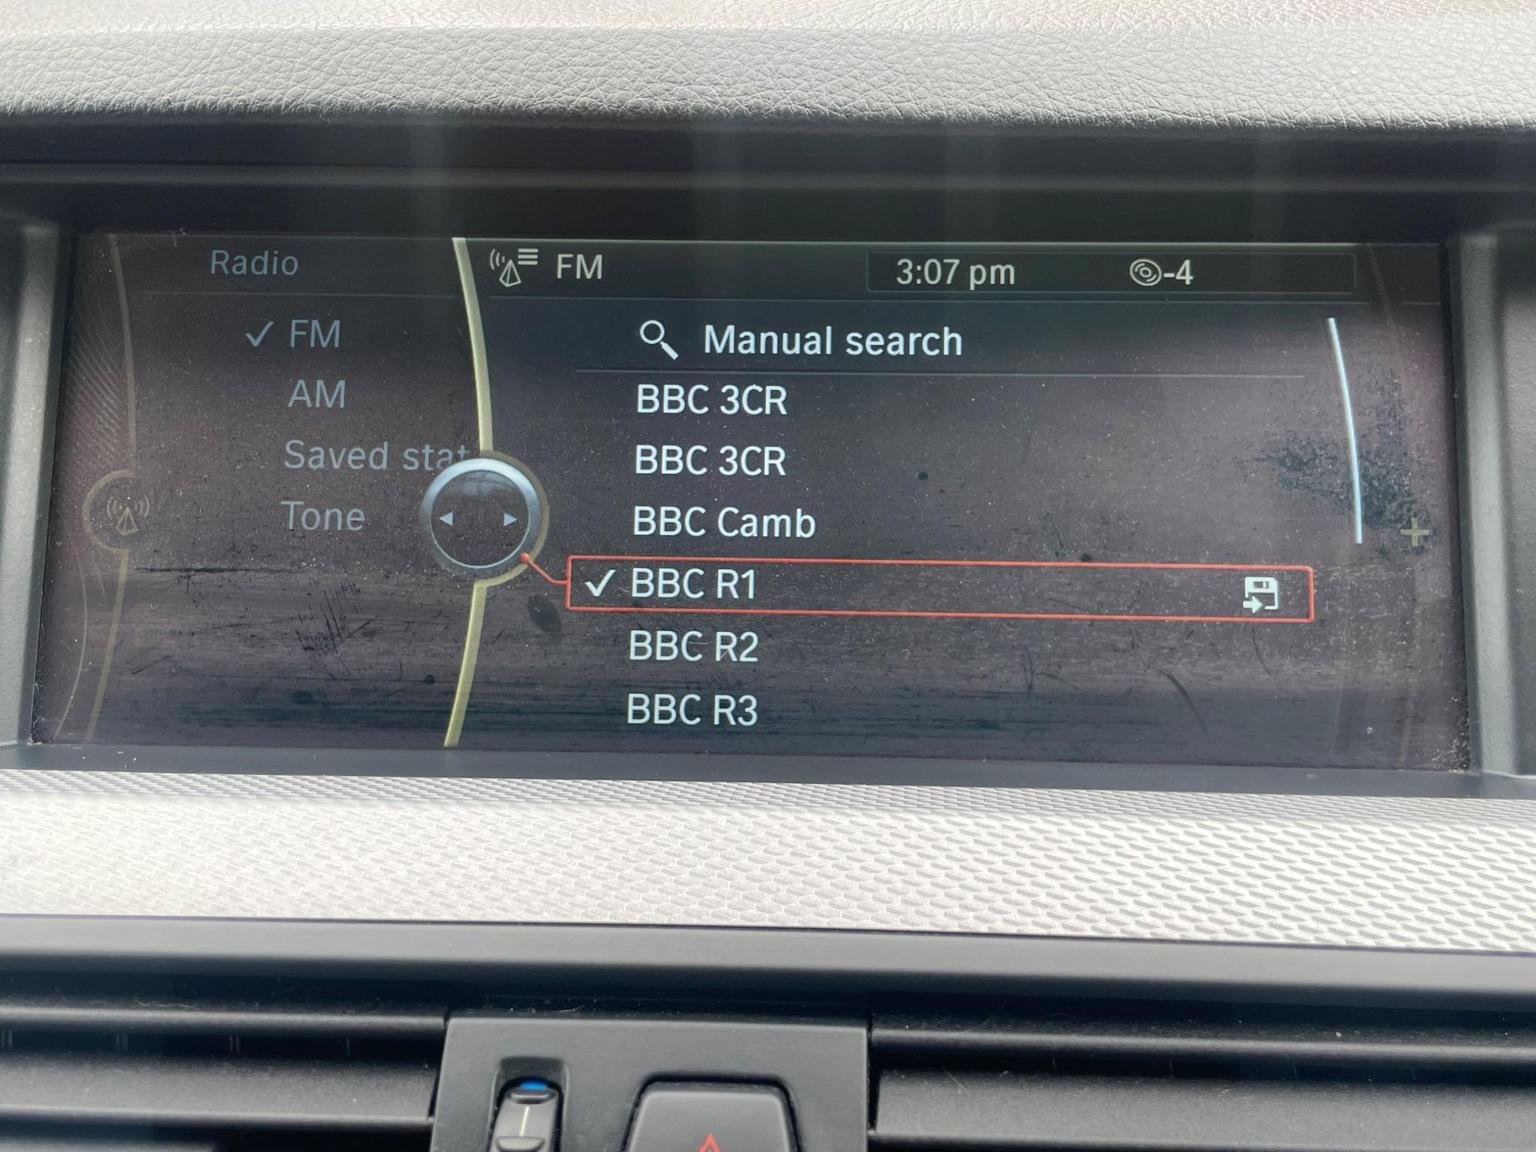 Radio
FM
AM
Saved stat
Tone
FM
3:07 pm
-4
Manual search
BBC 3CR
BBC 3CR
BBC Camb
BBC R1
BBC R2
BBC R3